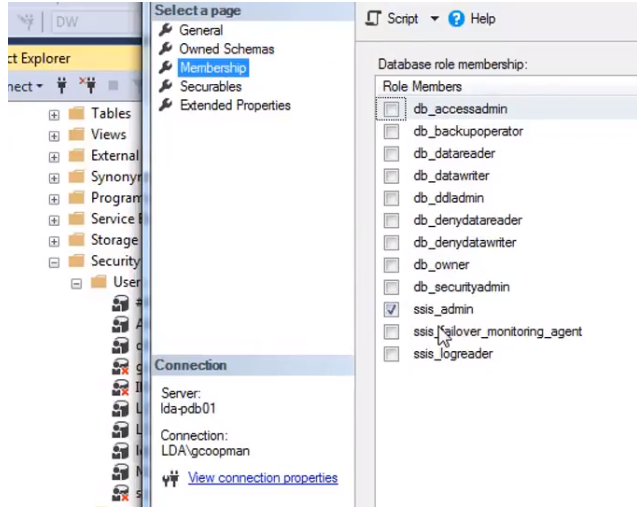 DW
ct Explorer
nect
Tables
Views
External
Synonyr
Progran
Service E
Storage
Security
User
#
Select a page
General
Owned Schemas
Membership
Securables
Extended Properties
Connection
Server:
lda-pdb01
Connection:
LDA\gcoopman
View connection properties
Script
Help
Database role membership:
Role Members
db_accessadmin
db_backupoperator
db_datareader
db_datawriter
db_ddladmin
db_denydatareader
db_denydatawriter
db_owner
db_securityadmin
ssis_admin
ssis_failover_monitoring_agent
ssis_logreader